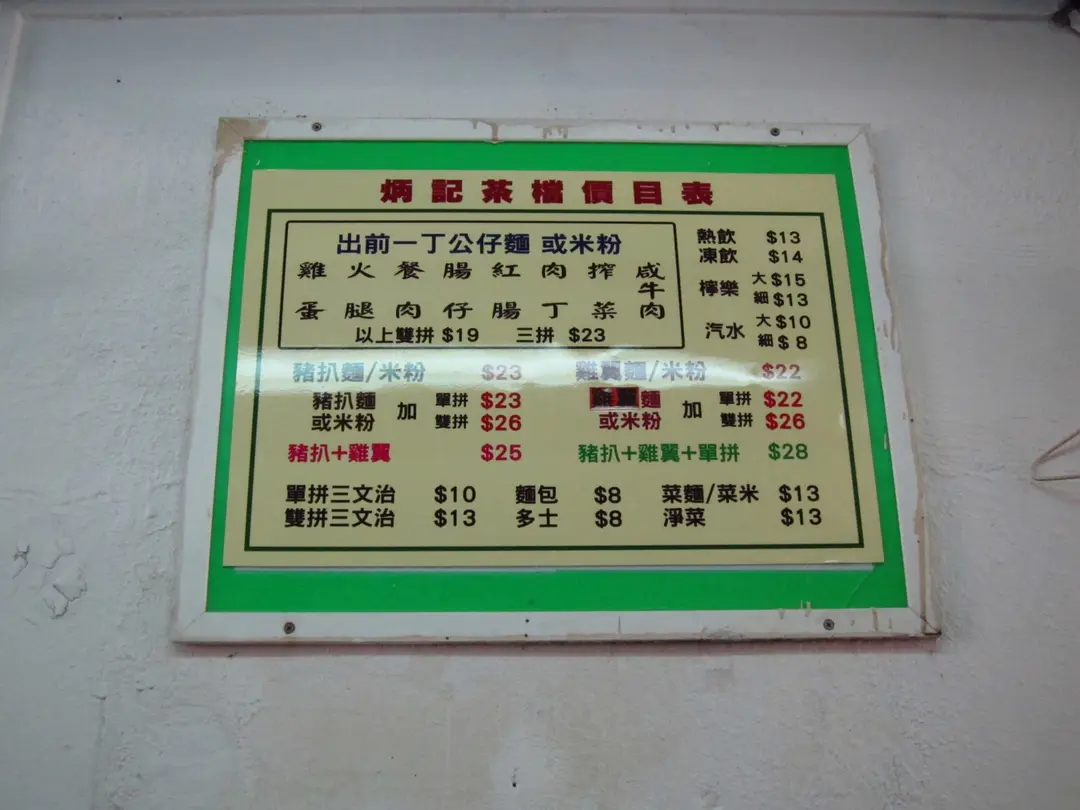 炳記茶檔價目表
出前一丁公仔麵 或米粉
雞 火 餐 腸 紅 肉 搾 咸牛肉
蛋 腿 肉 仔 腸 丁 菜
以上雙拼 $19 三拼 $23
熱飲 $13
凍飲 $14
檸樂 大 $15
細 $13
汽水 大 $10
細 $8
豬扒麵/米粉 $23
雞翼麵/米粉 $22
豬扒麵或米粉 加 單拼 $23
雙拼 $26
雞翼麵或米粉 加 單拼 $22
雙拼 $26
豬扒+雞翼 $25
豬扒+雞翼+單拼 $28
單拼三文治 $10 麵包 $8 菜麵/菜米 $13
雙拼三文治 $13 多士 $8 淨菜 $13